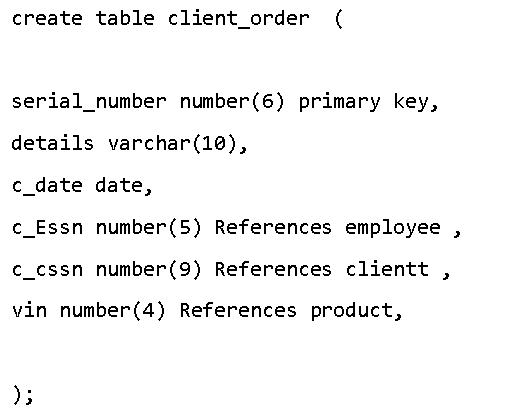 create table client_order  (
serial_number number(6) primary key,
details varchar(10),
c_date date,
c_Essn number(5) References employee ,
c_cssn number(9) References clientt ,
vin number(4) References product,
);